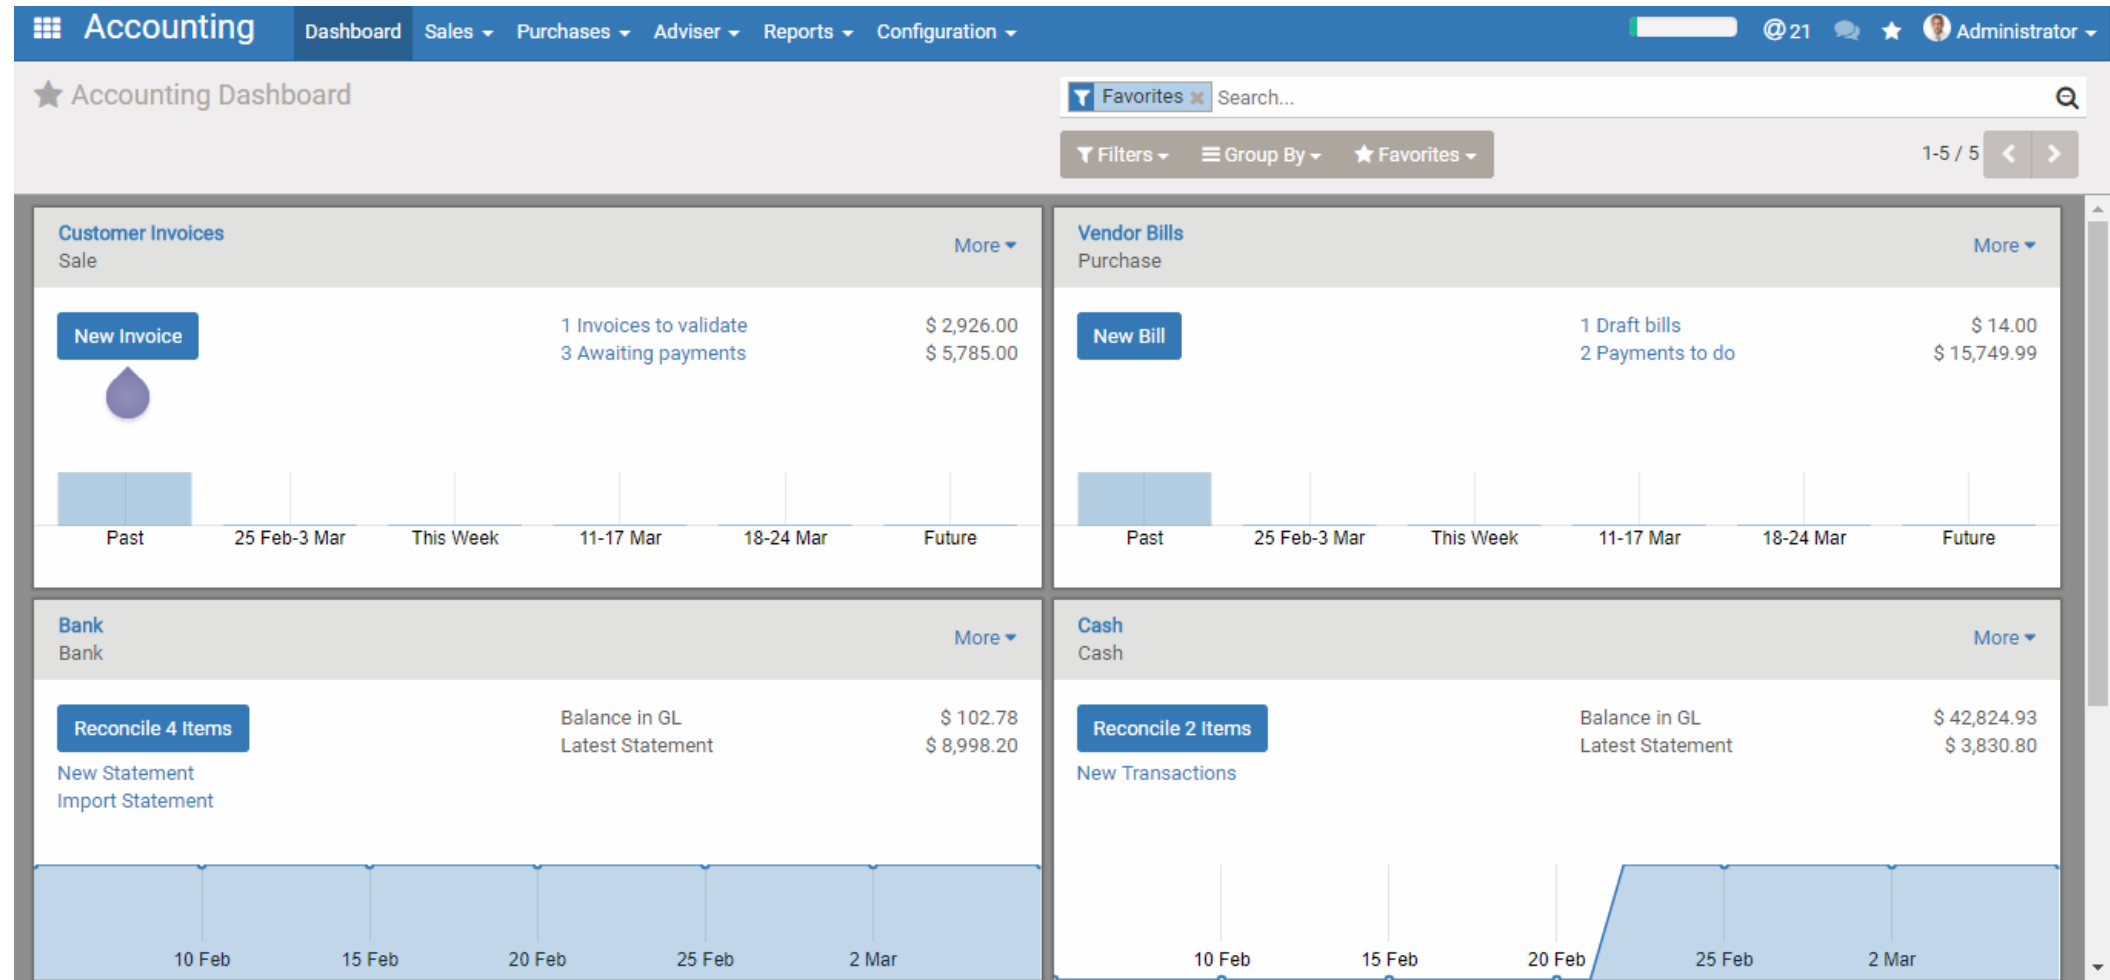 Accounting Dashboard Sales Purchases Adviser Reports Configuration @21 Administrator
Accounting Dashboard
Favorites Search...
Filters Group By Favorites 1-5 / 5
Customer Invoices
Sale
More
New Invoice
1 Invoices to validate $ 2,926.00
3 Awaiting payments $ 5,785.00
Past 25 Feb-3 Mar This Week 11-17 Mar 18-24 Mar Future
Vendor Bills
Purchase
More
New Bill
1 Draft bills $ 14.00
2 Payments to do $ 15,749.99
Past 25 Feb-3 Mar This Week 11-17 Mar 18-24 Mar Future
Bank
Bank
More
Reconcile 4 Items
Balance in GL $ 102.78
Latest Statement $ 8,998.20
New Statement
Import Statement
10 Feb 15 Feb 20 Feb 25 Feb 2 Mar
Cash
Cash
More
Reconcile 2 Items
Balance in GL $ 42,824.93
Latest Statement $ 3,830.80
New Transactions
10 Feb 15 Feb 20 Feb 25 Feb 2 Mar